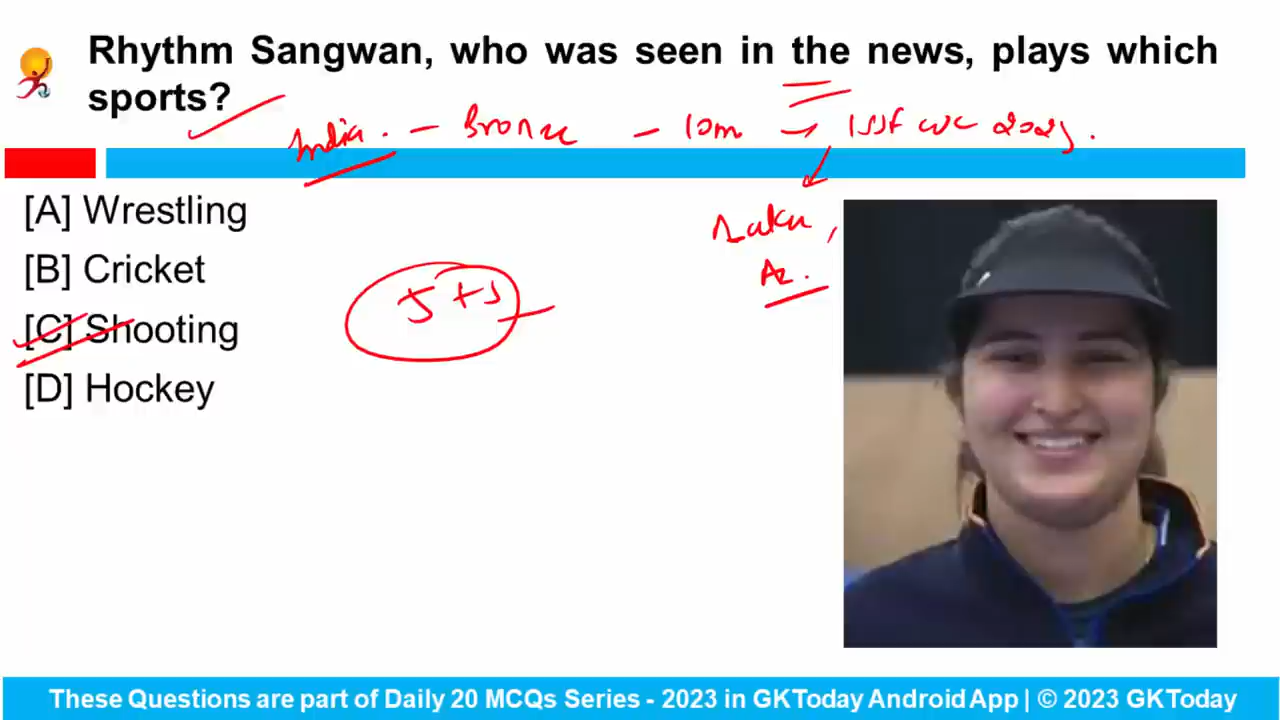 Rhythm Sangwan, who was seen in the news, plays which
sports?
India. - Bronze - 10m → ISSF WC 2023.
Baku,
Az.
[A] Wrestling
[B] Cricket
[C] Shooting
[D] Hockey
These Questions are part of Daily 20 MCQs Series - 2023 in GKToday Android App | © 2023 GKToday